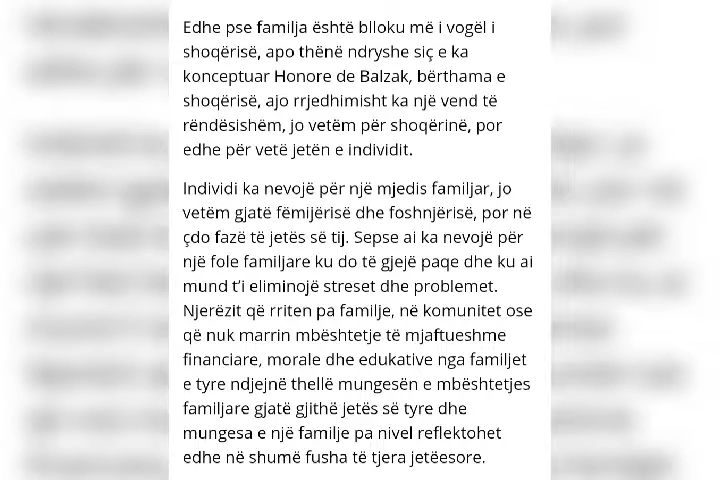 Edhe pse familja është blloku më i vogël i
shoqërisë, apo thënë ndryshe siç e ka
konceptuar Honore de Balzak, bërthama e
shoqërisë, ajo rrjedhimisht ka një vend të
rëndësishëm, jo vetëm për shoqërinë, por
edhe për vetë jetën e individit.
Individi ka nevojë për një mjedis familjar, jo
vetëm gjatë fëmijërisë dhe foshnjërisë, por në
çdo fazë të jetës së tij. Sepse ai ka nevojë për
një fole familjare ku do të gjejë paqe dhe ku ai
mund t’i eliminojë streset dhe problemet.
Njerëzit që rriten pa familje, në komunitet ose
që nuk marrin mbështetje të mjaftueshme
financiare, morale dhe edukative nga familjet
e tyre ndjejnë thellë mungesën e mbështetjes
familjare gjatë gjithë jetës së tyre dhe
mungesa e një familje pa nivel reflektohet
edhe në shumë fusha të tjera jetëesore.